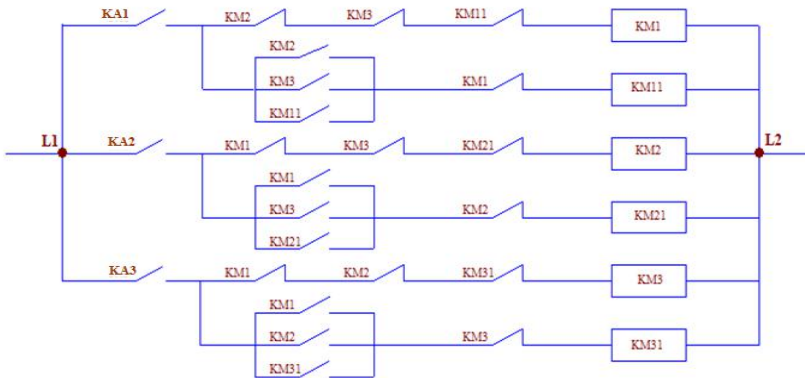 KA1 KM2 KM3 KM11 KM1
KM2
KM3 KM1 KM11
KM11
L1 KA2 KM1 KM3 KM21 KM2 L2
KM1
KM3 KM2 KM21
KM21
KA3 KM1 KM2 KM31 KM3
KM1
KM2 KM3 KM31
KM31